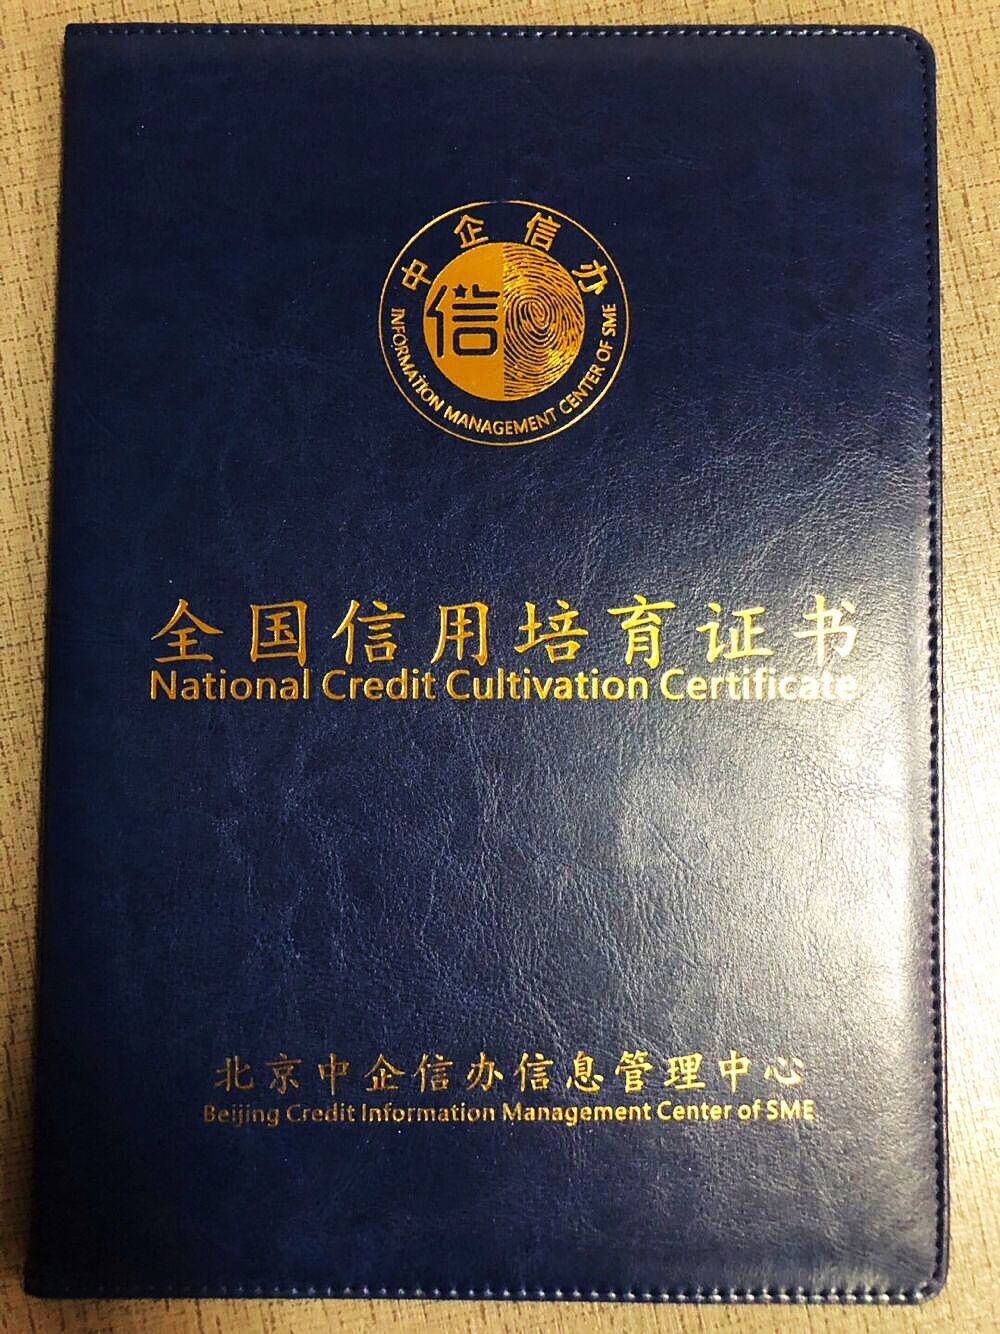 中企信办
信
INFORMATION MANAGEMENT CENTER OF SME
全国信用培育证书
National Credit Cultivation Certificate
北京中企信办信息管理中心
Beijing Credit Information Management Center of SME